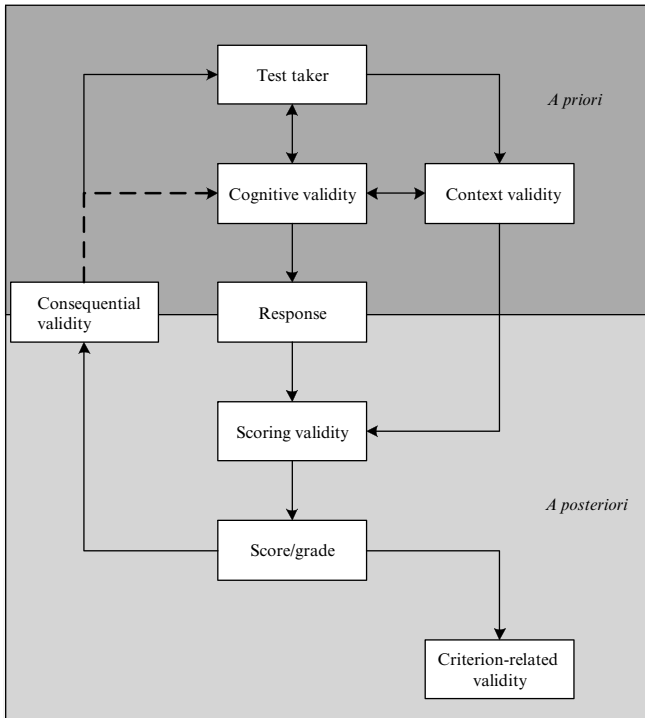 Test taker
A priori
Cognitive validity
Context validity
Consequential
validity
Response
Scoring validity
A posteriori
Score/grade
Criterion-related
validity